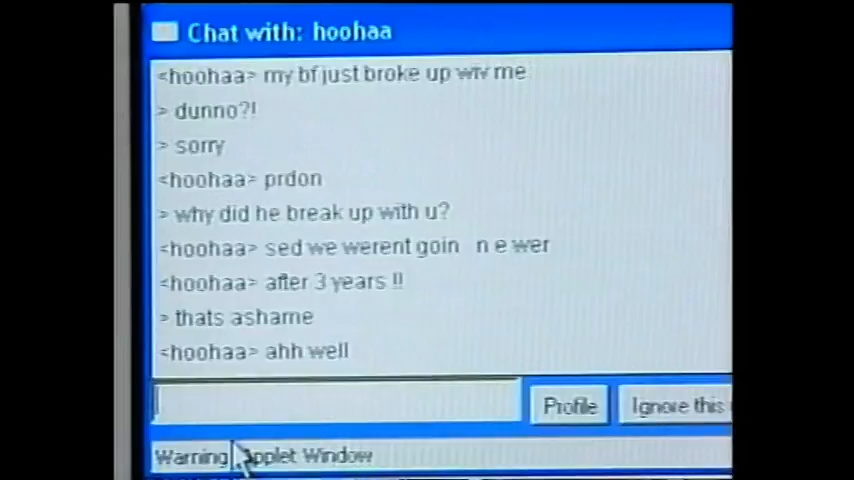 Chat with: hoohaa
<hoohaa> my bf just broke up wiv me
> dunno?!
> sorry
<hoohaa> prdon
> why did he break up with u?
<hoohaa> sed we werent goin n e wer
<hoohaa> after 3 years !!
> thats ashame
<hoohaa> ahh well
Profile
Ignore this
Warning: Applet Window